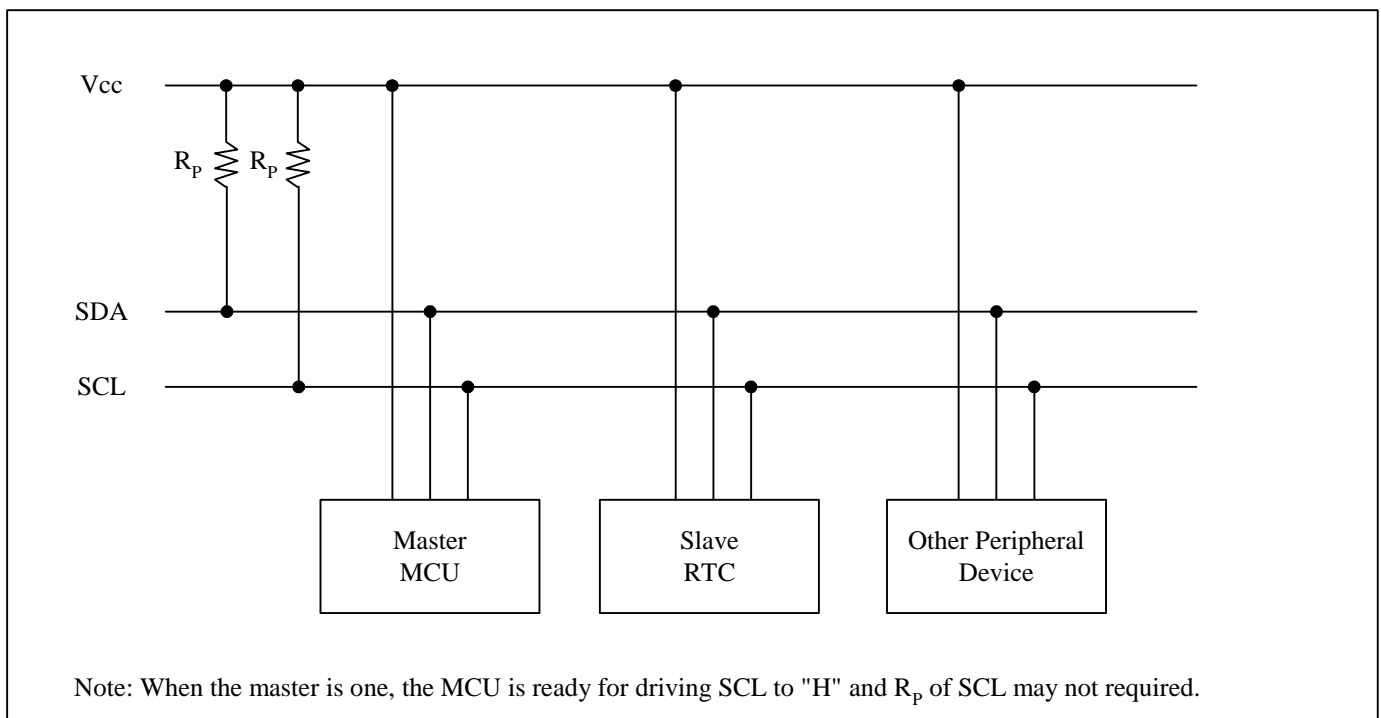 Vcc
R_P R_P
SDA
SCL
Master
MCU
Slave
RTC
Other Peripheral
Device
Note: When the master is one, the MCU is ready for driving SCL to "H" and R_P of SCL may not required.